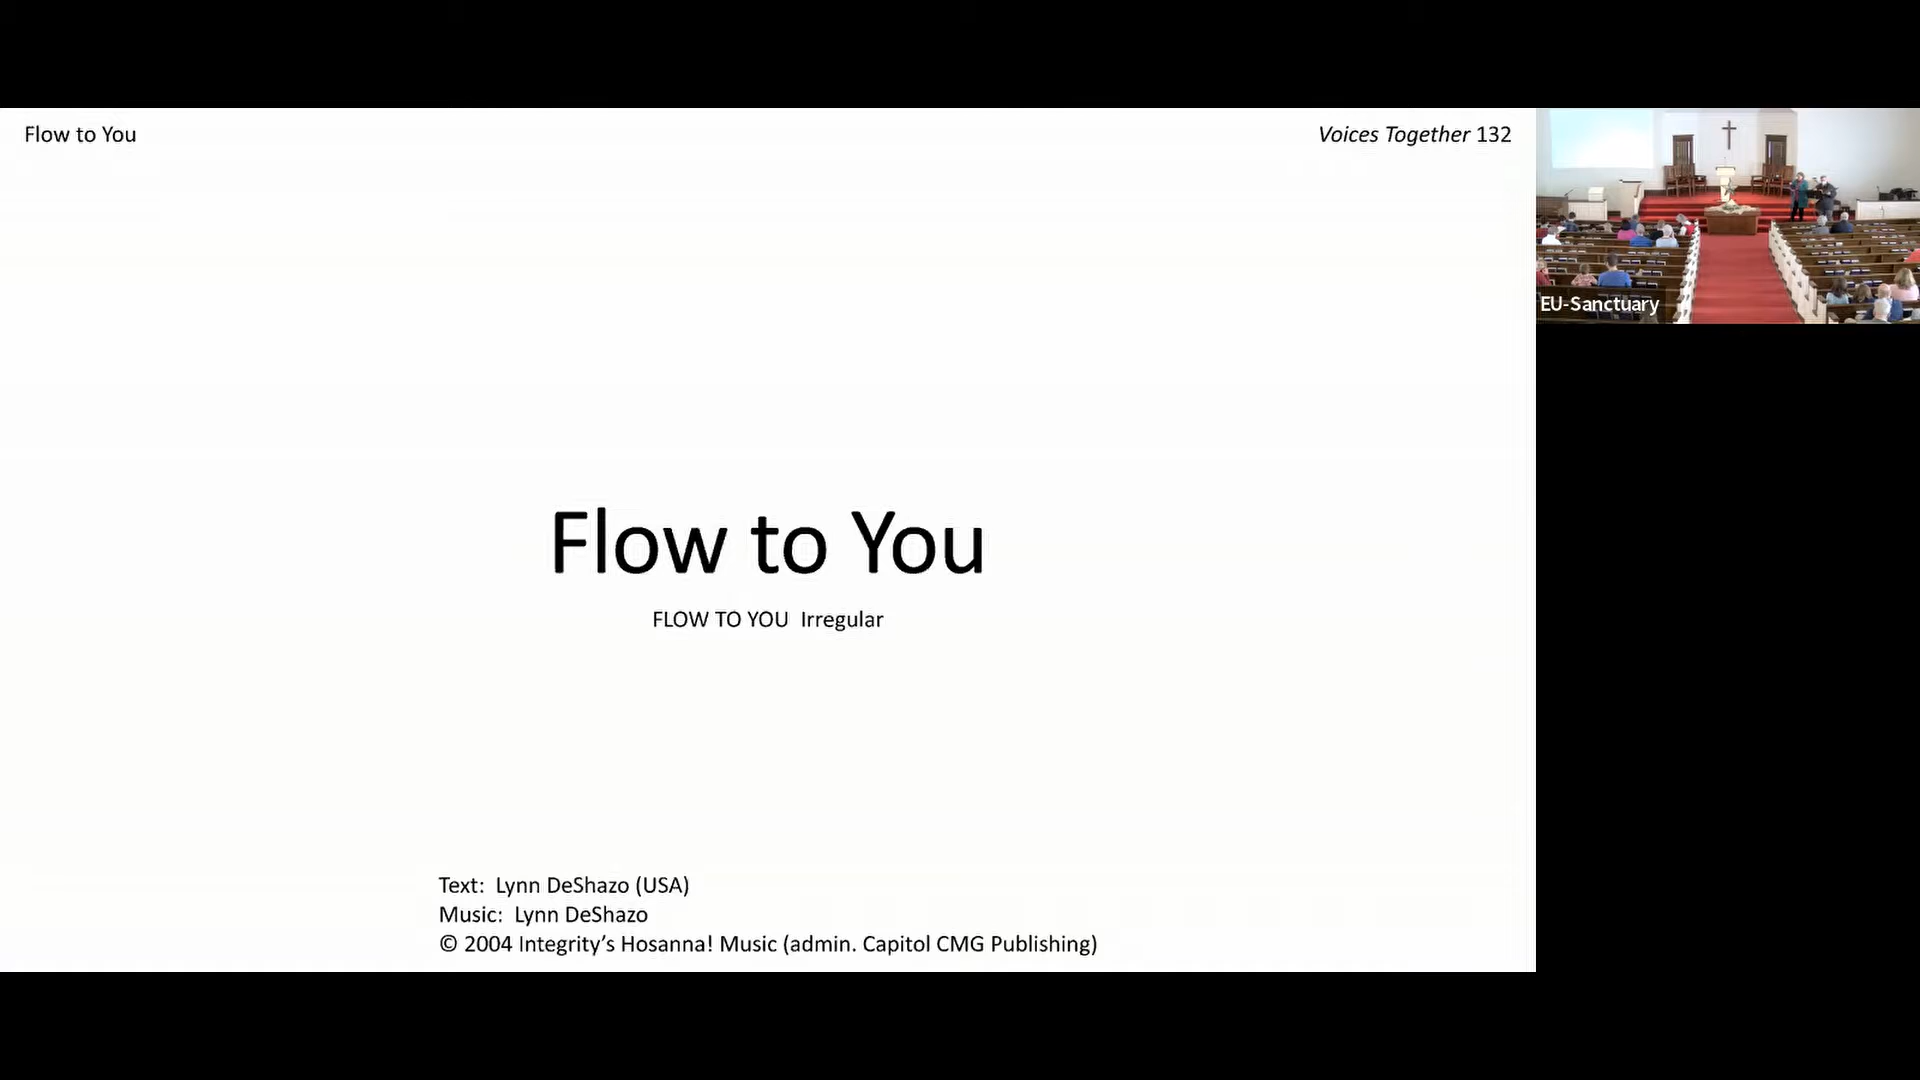 Flow to You
Voices Together 132
EU-Sanctuary
Flow to You
FLOW TO YOU  Irregular
Text:  Lynn DeShazo (USA)
Music:  Lynn DeShazo
© 2004 Integrity’s Hosanna! Music (admin. Capitol CMG Publishing)